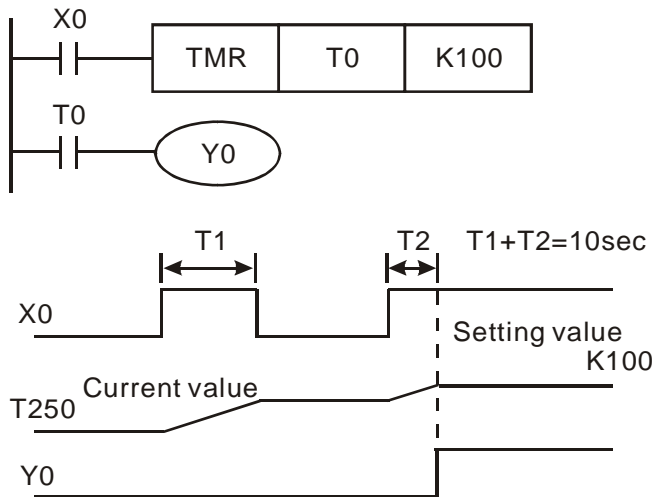 X0
TMR T0 K100
T0
Y0
T1 T2 T1+T2=10sec
X0
Setting value
K100
Current value
T250
Y0